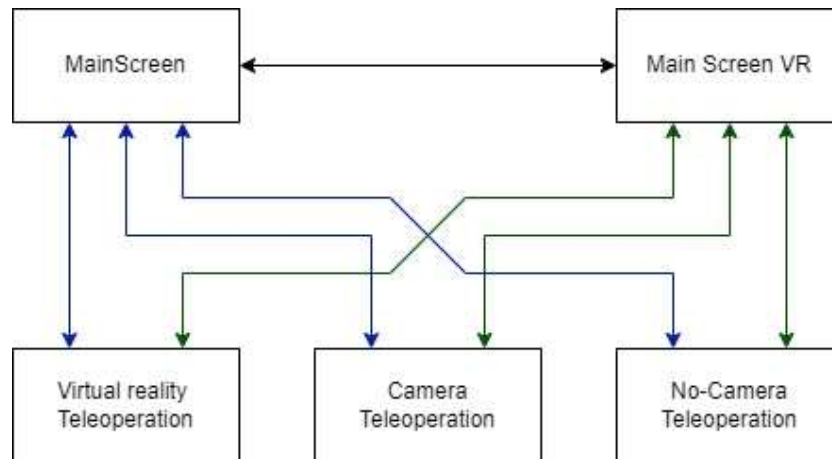 MainScreen
Main Screen VR
Virtual reality
Teleoperation
Camera
Teleoperation
No-Camera
Teleoperation